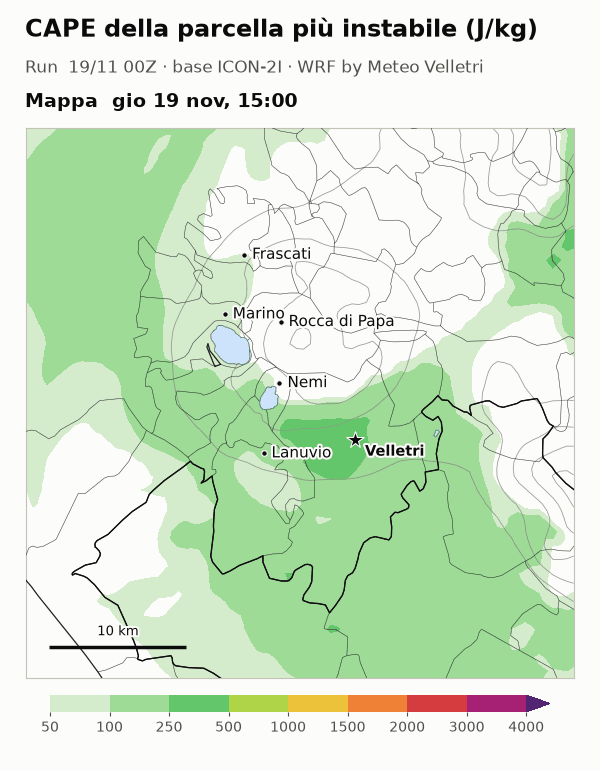 CAPE della parcella più instabile (J/kg)
Run  19/11 00Z · base ICON-2I · WRF by Meteo Velletri
Mappa  gio 19 nov, 15:00
Frascati
Marino
Rocca di Papa
Nemi
Velletri
Lanuvio
10 km
50 100 250 500 1000 1500 2000 3000 4000